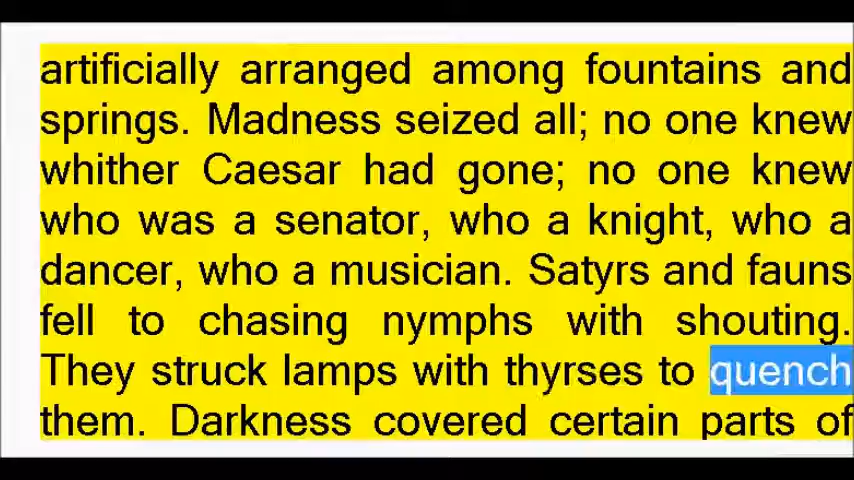 artificially arranged among fountains and
springs. Madness seized all; no one knew
whither Caesar had gone; no one knew
who was a senator, who a knight, who a
dancer, who a musician. Satyrs and fauns
fell to chasing nymphs with shouting.
They struck lamps with thyrses to quench
them. Darkness covered certain parts of